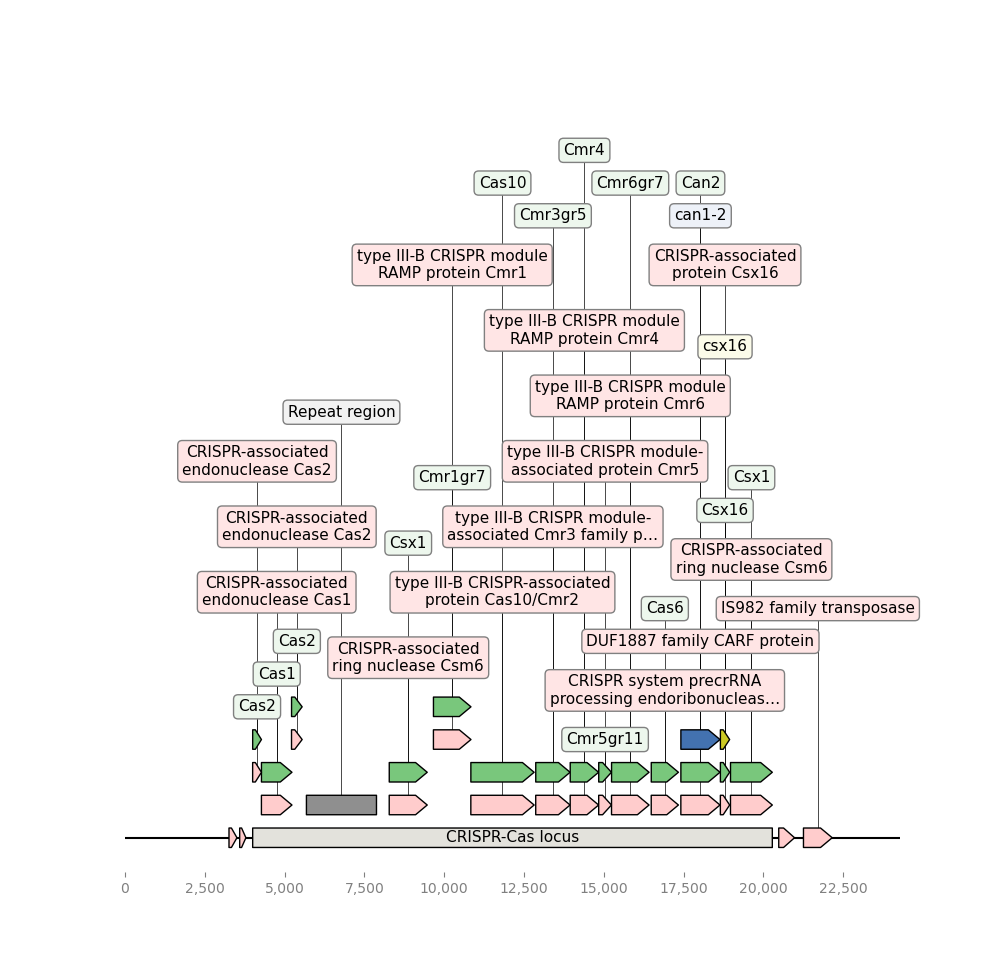 Cmr4
Cas10
Cmr6gr7
Can2
Cmr3gr5
can1-2
type III-B CRISPR module
RAMP protein Cmr1
CRISPR-associated
protein Csx16
type III-B CRISPR module
RAMP protein Cmr4
csx16
type III-B CRISPR module
RAMP protein Cmr6
Repeat region
CRISPR-associated
endonuclease Cas2
type III-B CRISPR module-
associated protein Cmr5
Cmr1gr7
Csx1
Csx16
CRISPR-associated
endonuclease Cas2
type III-B CRISPR module-
associated Cmr3 family p...
Csx1
CRISPR-associated
ring nuclease Csm6
CRISPR-associated
endonuclease Cas1
type III-B CRISPR-associated
protein Cas10/Cmr2
Cas6
IS982 family transposase
Cas2
DUF1887 family CARF protein
CRISPR-associated
ring nuclease Csm6
Cas1
CRISPR system precrRNA
processing endoribonucleas...
Cas2
Cmr5gr11
CRISPR-Cas locus
0
2,500
5,000
7,500
10,000
12,500
15,000
17,500
20,000
22,500